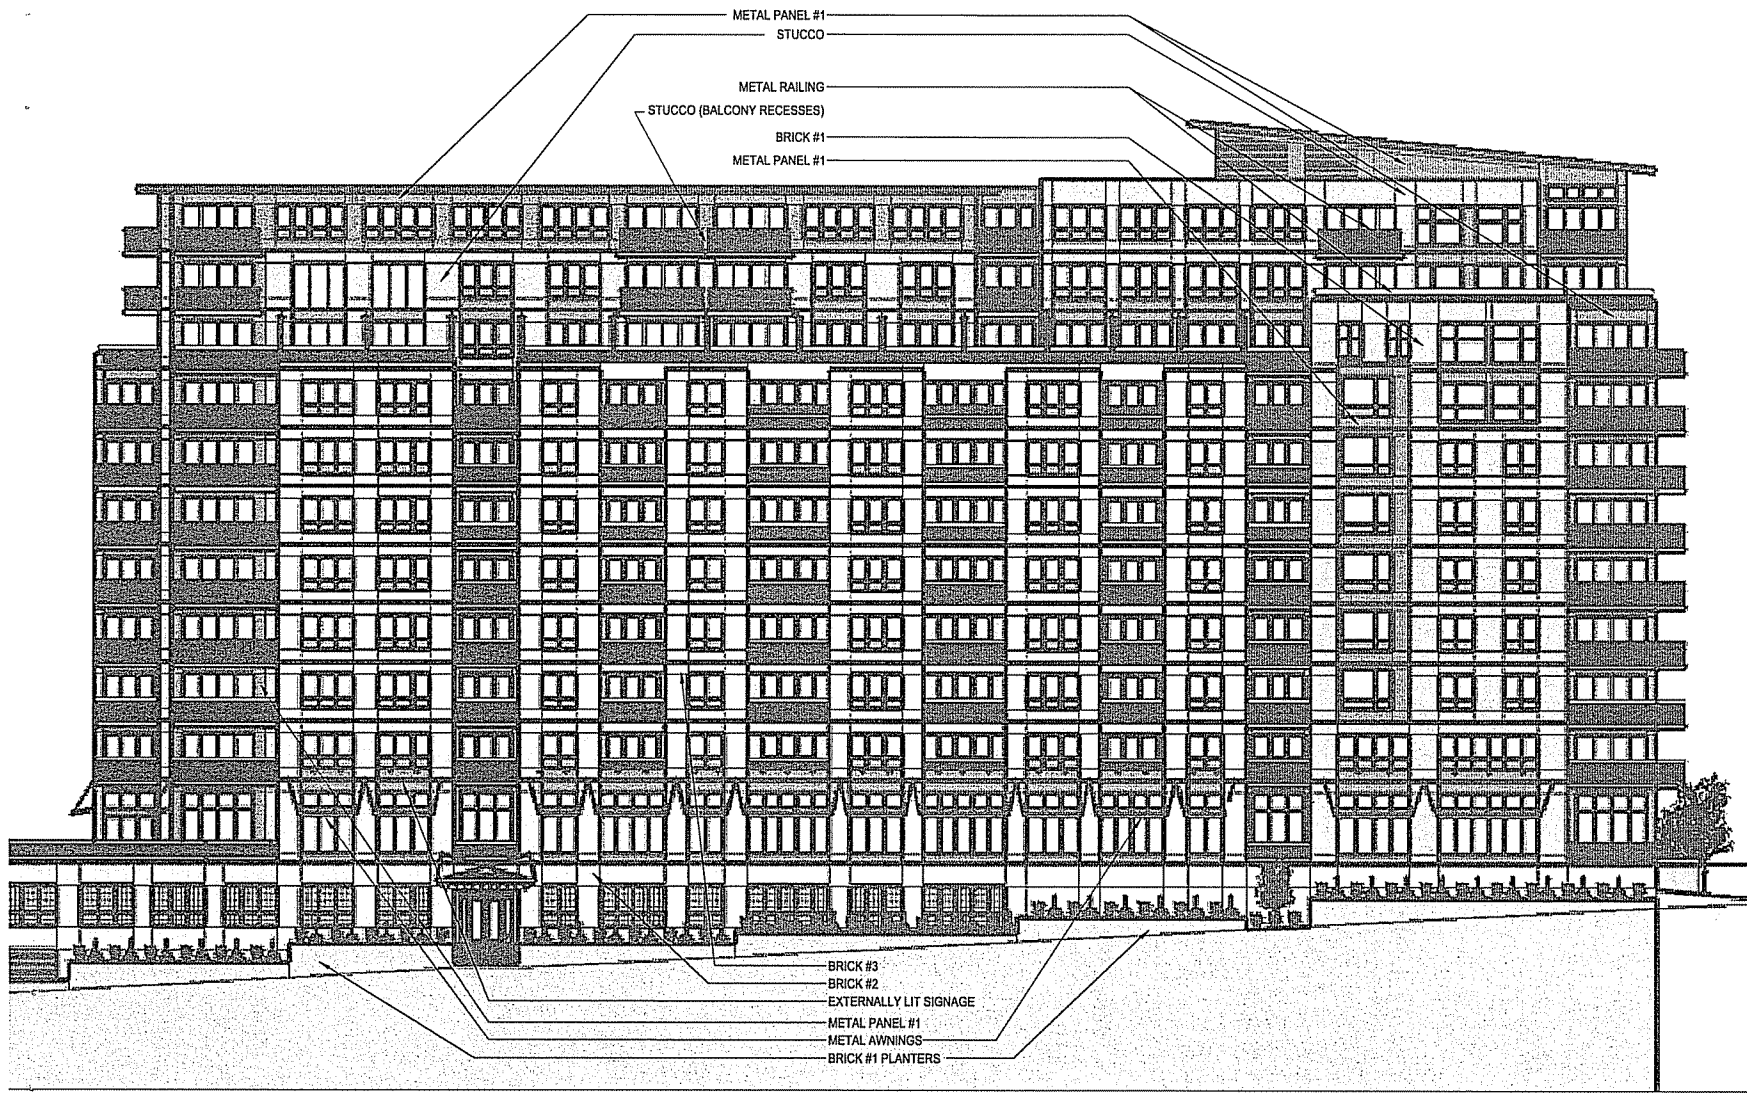 METAL PANEL #1
STUCCO
METAL RAILING
STUCCO (BALCONY RECESSES)
BRICK #1
METAL PANEL #1
BRICK #3
BRICK #2
EXTERNALLY LIT SIGNAGE
METAL PANEL #1
METAL AWNINGS
BRICK #1 PLANTERS